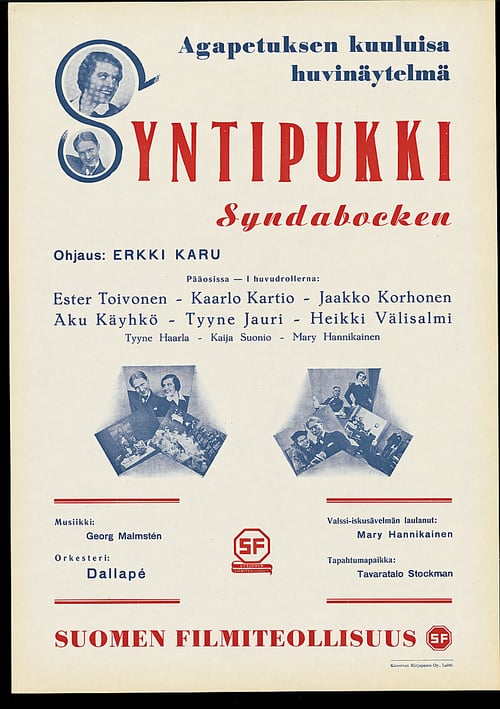 Agapetuksen kuuluisa
huvinäytelmä
SYNTIPUKKI
Syndabocken
Ohjaus: ERKKI KARU
Pääosissa — I huvudrollerna:
Ester Toivonen - Kaarlo Kartio - Jaakko Korhonen
Aku Käyhkö - Tyyne Jauri - Heikki Välisalmi
Tyyne Haarla - Kaija Suonio - Mary Hannikainen
Musiikki:
Georg Malmstén
Orkesteri:
Dallapé
SF
Valssi-iskusävelmän laulanut:
Mary Hannikainen
Tapahtumapaikka:
Tavaratalo Stockman
SUOMEN FILMITEOLLISUUS SF